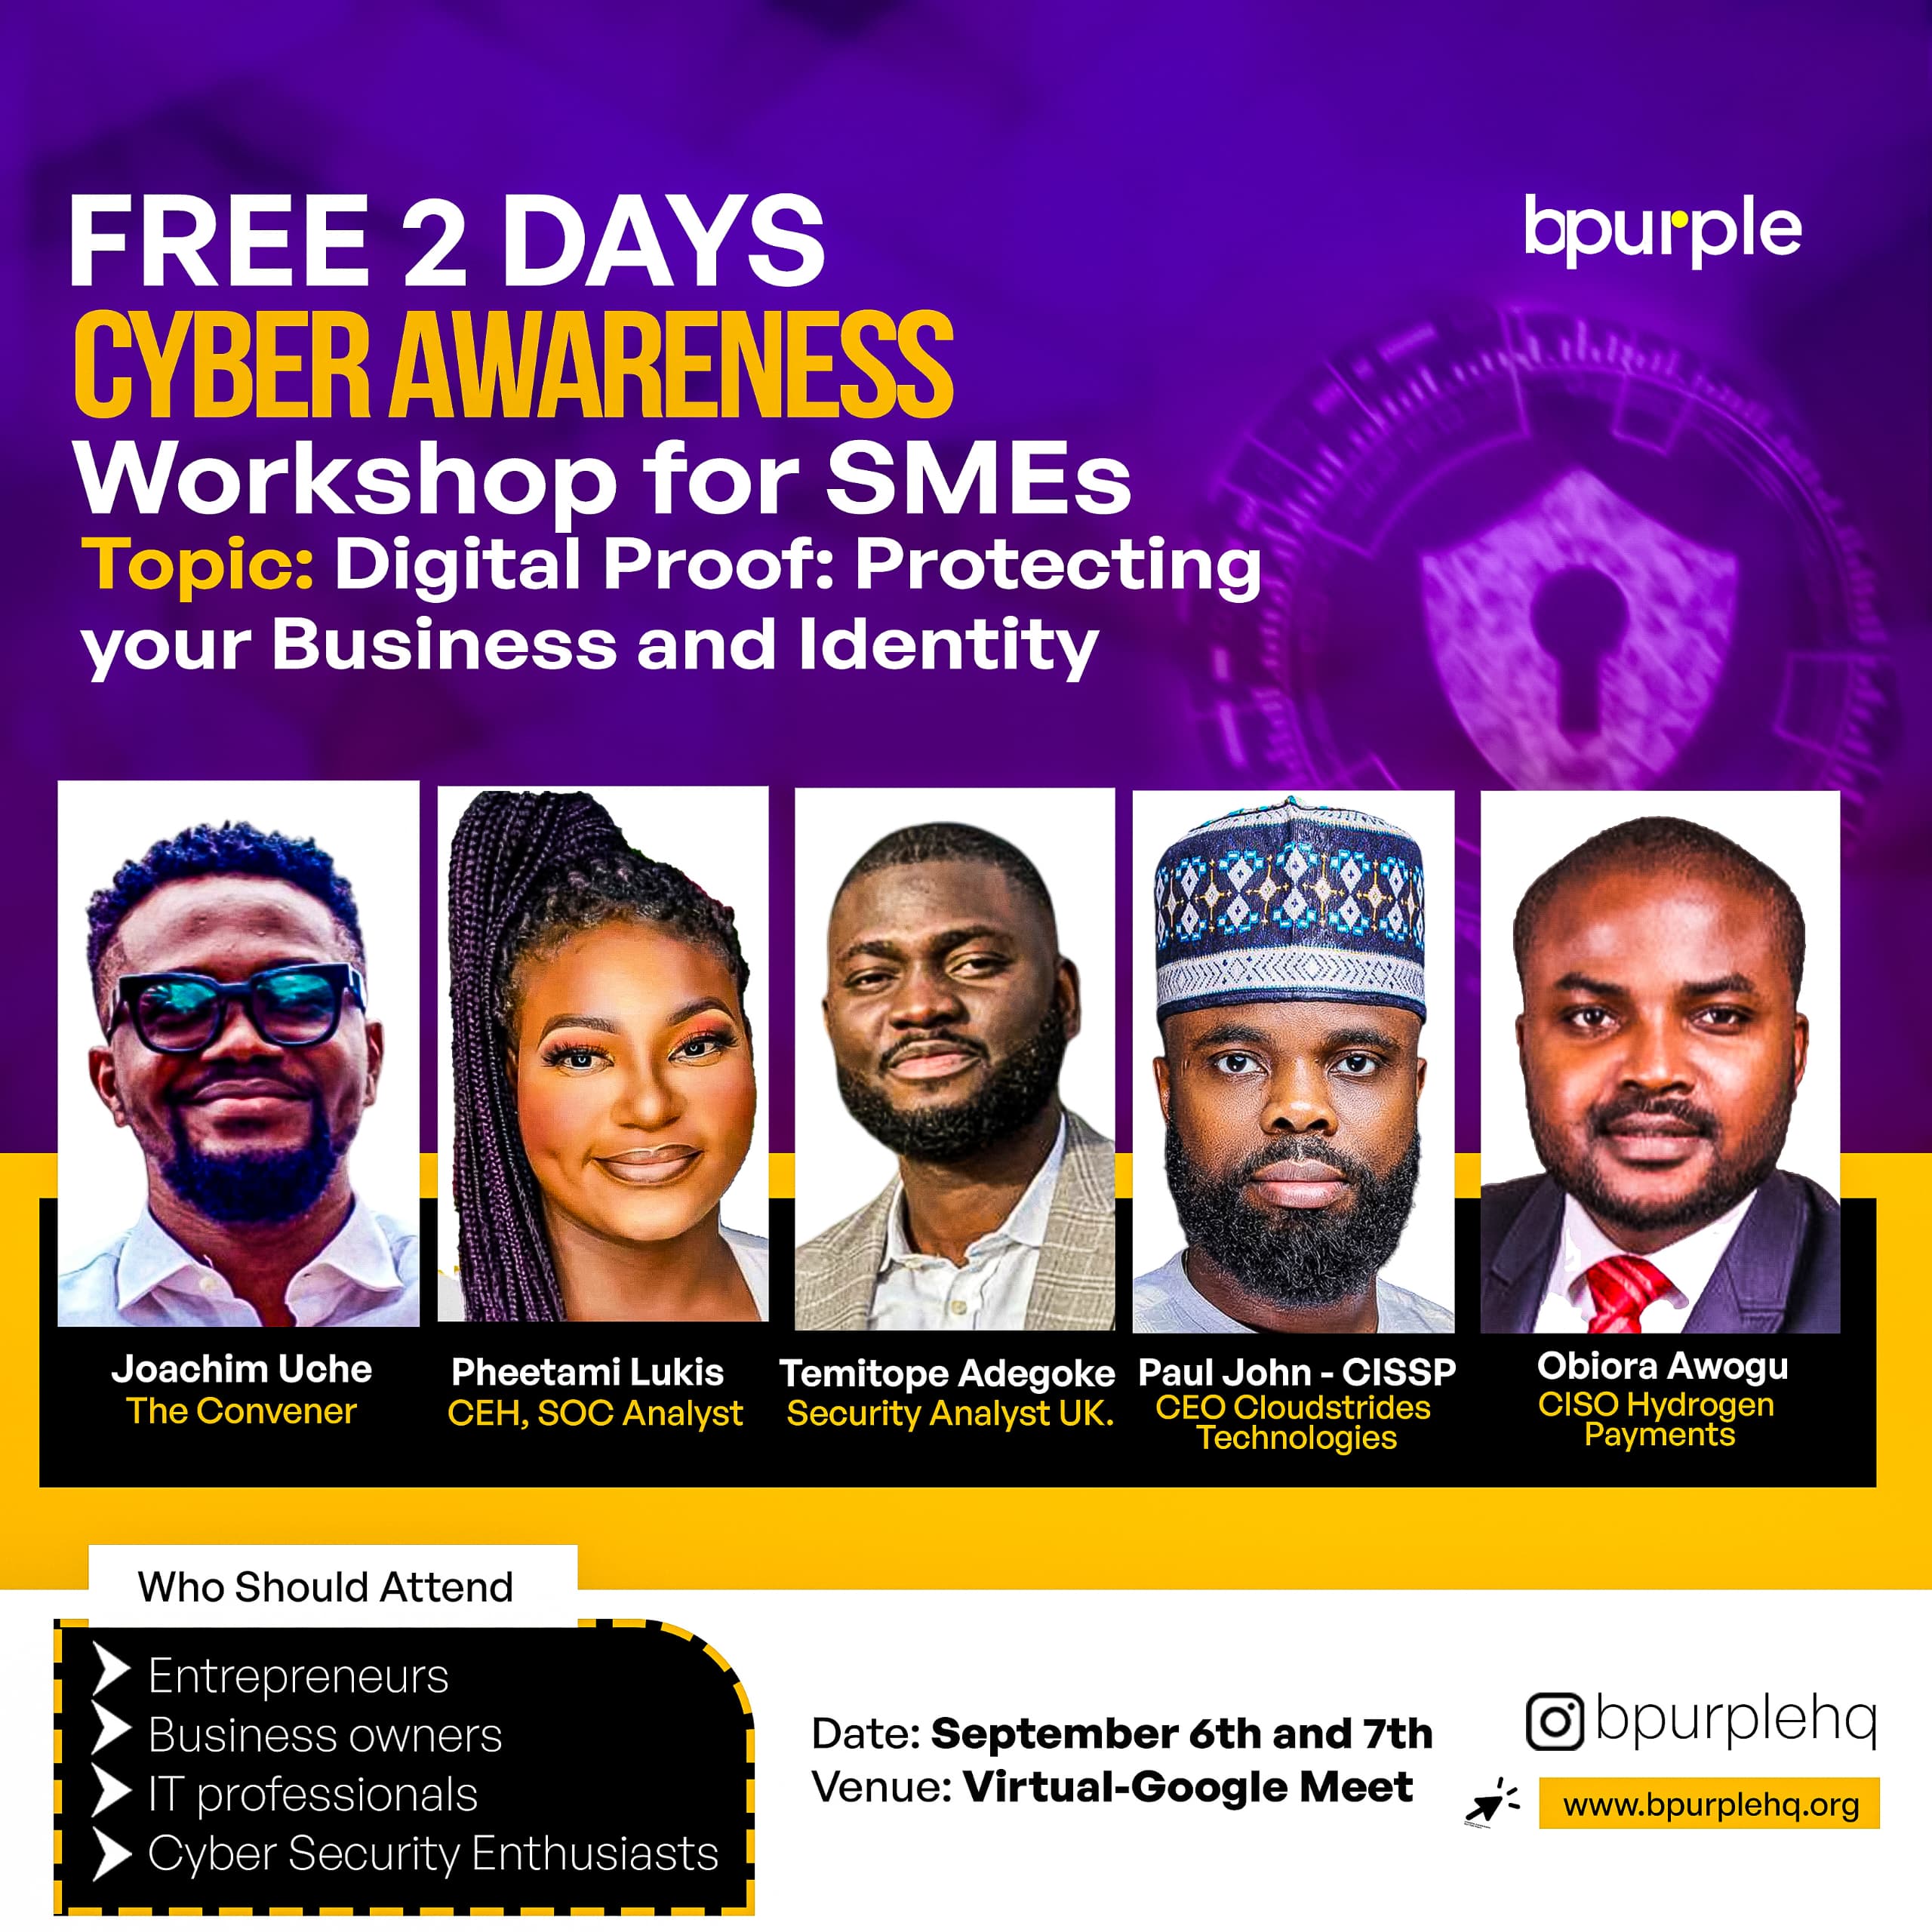 FREE 2 DAYS
bpurple
CYBER AWARENESS
Workshop for SMEs
Topic: Digital Proof: Protecting
your Business and Identity
Joachim Uche
The Convener
Pheetami Lukis
CEH, SOC Analyst
Temitope Adegoke
Security Analyst UK.
Paul John - CISSP
CEO Cloudstrides
Technologies
Obiora Awogu
CISO Hydrogen
Payments
Who Should Attend
Entrepreneurs
Business owners
IT professionals
Cyber Security Enthusiasts
Date: September 6th and 7th
Venue: Virtual-Google Meet
bpurplehq
www.bpurplehq.org